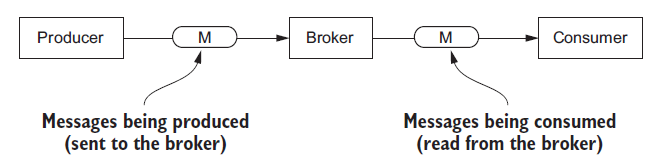 Producer
M
Broker
M
Consumer
Messages being produced
(sent to the broker)
Messages being consumed
(read from the broker)